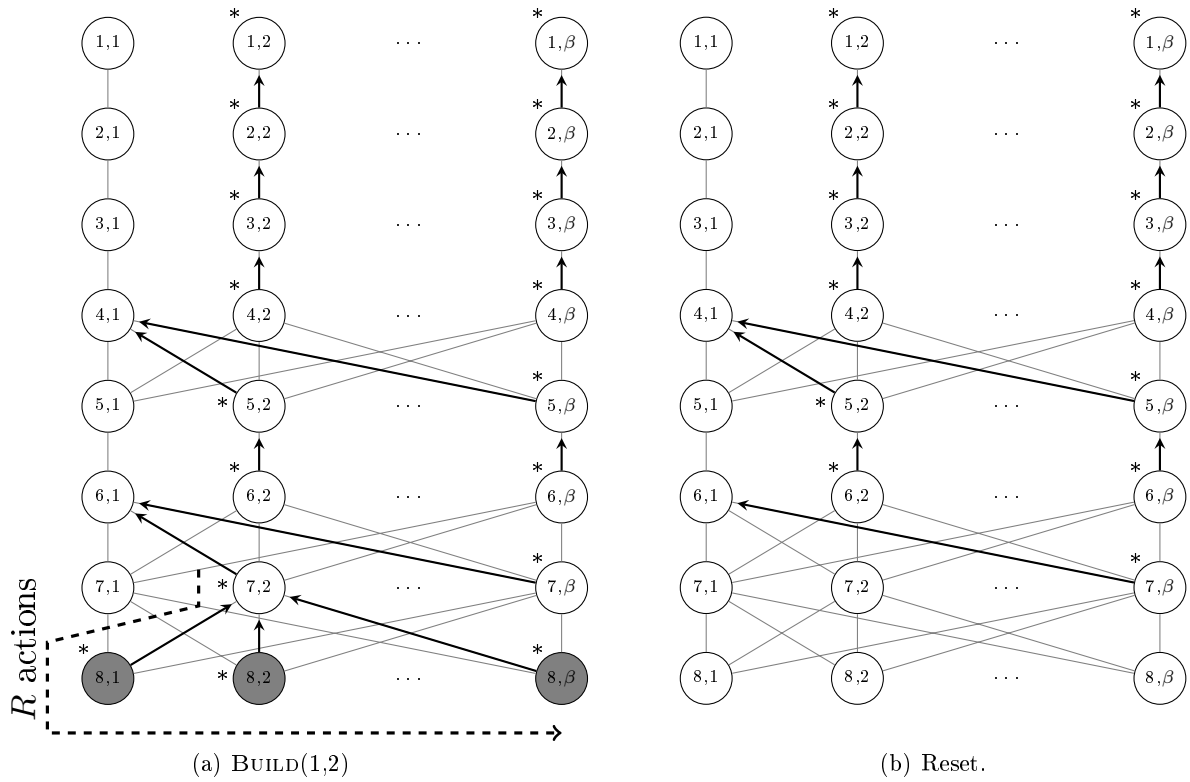 * * * *
1,1 1,2 · · · 1,β 1,1 1,2 · · · 1,β
* * * *
2,1 2,2 · · · 2,β 2,1 2,2 · · · 2,β
* * * *
3,1 3,2 · · · 3,β 3,1 3,2 · · · 3,β
* * * *
4,1 4,2 · · · 4,β 4,1 4,2 · · · 4,β
* *
5,1 * 5,2 · · · 5,β 5,1 * 5,2 · · · 5,β
* * * *
6,1 6,2 · · · 6,β 6,1 6,2 · · · 6,β
* *
7,1 * 7,2 · · · 7,β 7,1 7,2 · · · 7,β
* *
8,1 * 8,2 · · · 8,β 8,1 8,2 · · · 8,β
R actions
(a) BUILD(1,2) (b) Reset.